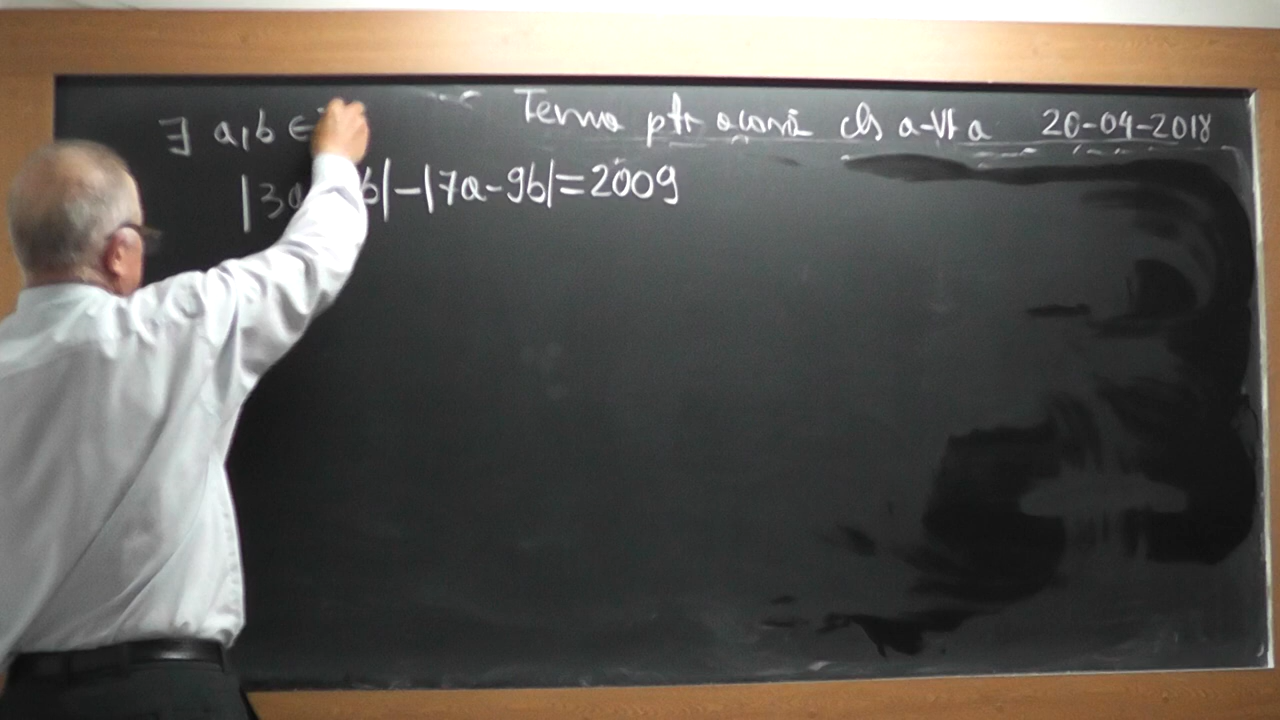 Tema ptr acasă cls a-VI a 20-04-2018
∃ a,b ∈
|3a b|-|7a-9b|=2009